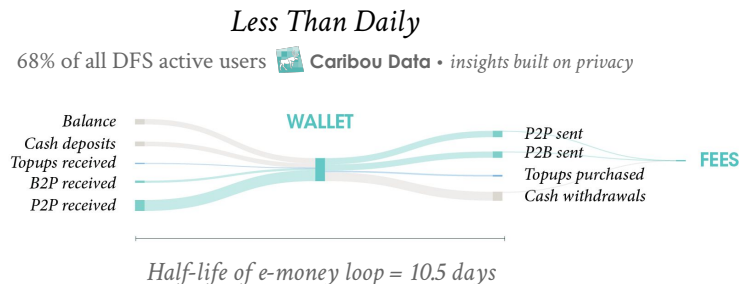 Less Than Daily
68% of all DFS active users Caribou Data • insights built on privacy
WALLET
Balance
Cash deposits
Topups received
B2P received
P2P received
P2P sent
P2B sent
Topups purchased
Cash withdrawals
FEES
Half-life of e-money loop = 10.5 days